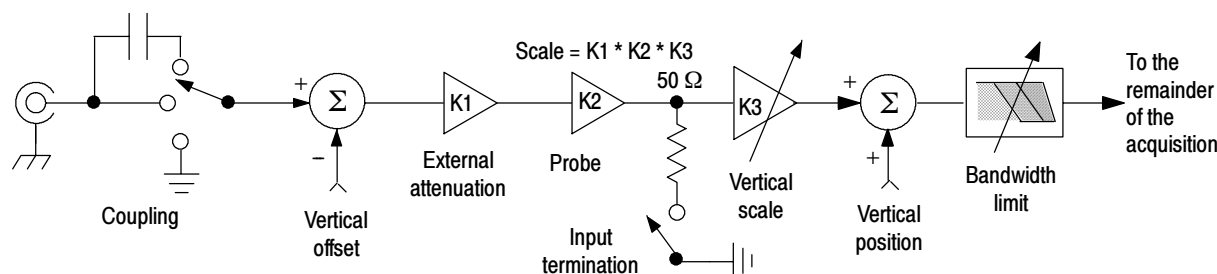 Scale = K1 * K2 * K3
50 Ω
To the
remainder
of the
acquisition
+
Σ
–
K1
K2
K3
+
Σ
+
Coupling
Vertical
offset
External
attenuation
Probe
Input
termination
Vertical
scale
Vertical
position
Bandwidth
limit